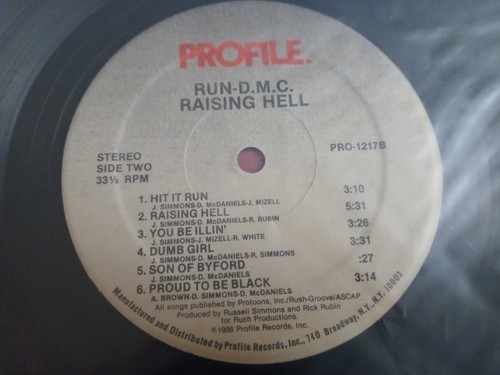 PROFILE.
RUN-D.M.C.
RAISING HELL
STEREO
SIDE TWO
33⅓ RPM
PRO-1217B
1. HIT IT RUN 3:10
J. SIMMONS-D. McDANIELS-J. MIZELL
2. RAISING HELL 5:31
J. SIMMONS-D. McDANIELS-R. RUBIN
3. YOU BE ILLIN' 3:26
J. SIMMONS-J. MIZELL-R. WHITE
4. DUMB GIRL 3:31
J. SIMMONS-D. McDANIELS-R. SIMMONS
5. SON OF BYFORD :27
J. SIMMONS-D. McDANIELS
6. PROUD TO BE BLACK 3:14
A. BROWN-D. SIMMONS-D. McDANIELS
All songs published by Protoons, Inc./Rush-Groove/ASCAP
Produced by Russell Simmons and Rick Rubin
for Rush Productions.
©1986 Profile Records, Inc.
Manufactured and Distributed by Profile Records, Inc., 740 Broadway, N.Y., N.Y. 10003